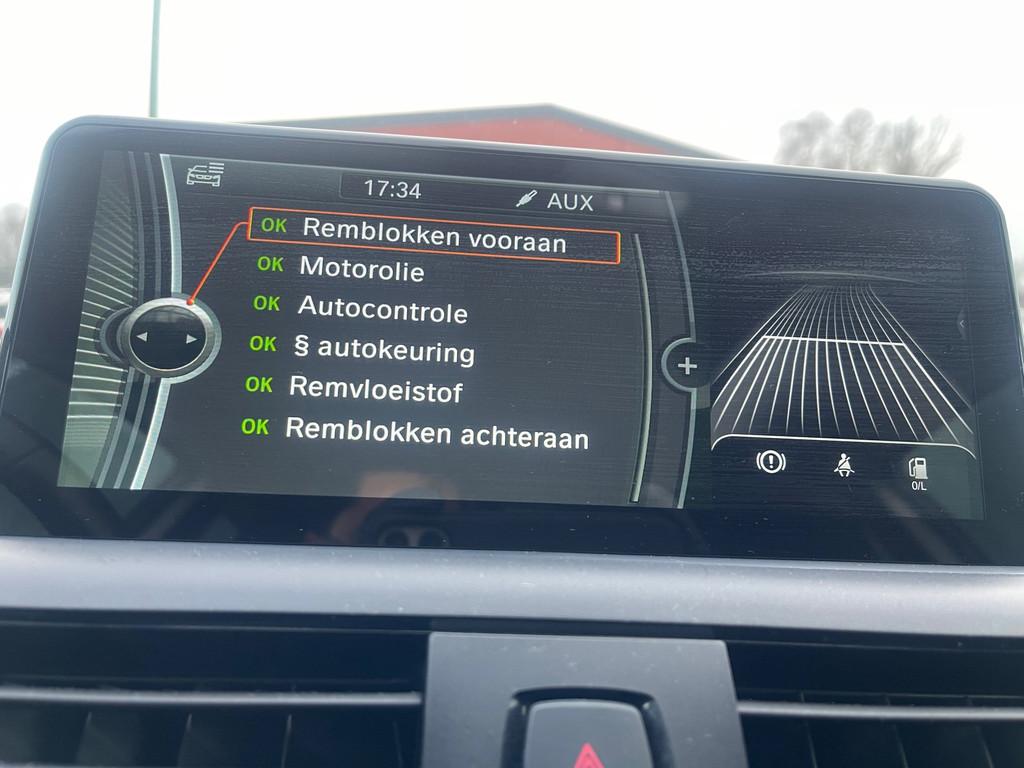 17:34
AUX
OK Remblokken vooraan
OK Motorolie
OK Autocontrole
OK § autokeuring
OK Remvloeistof
OK Remblokken achteraan
+
0/L